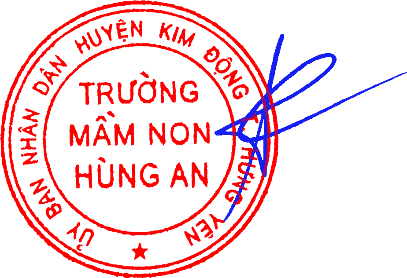 ỦY BAN NHÂN DÂN HUYỆN KIM ĐỘNG T HƯNG YÊN
TRƯỜNG
MẦM NON
HÙNG AN